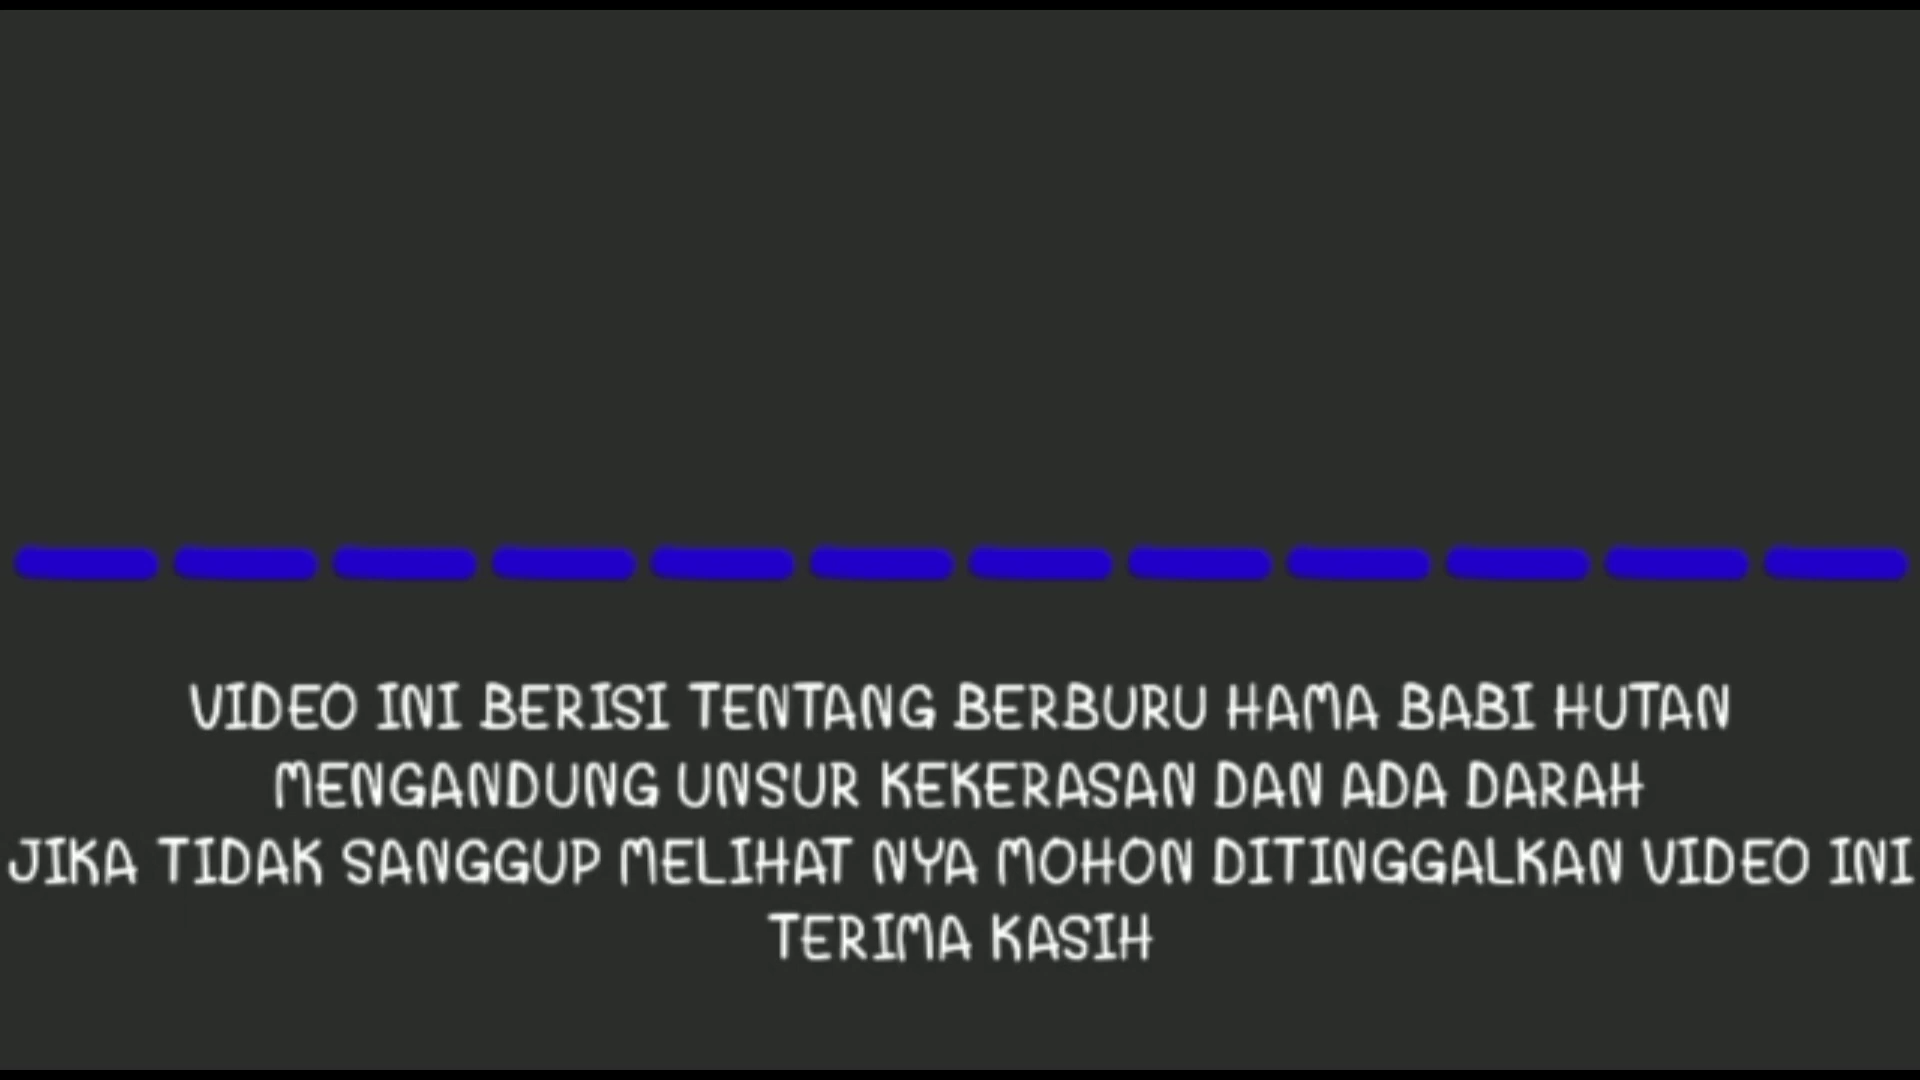 VIDEO INI BERISI TENTANG BERBURU HAMA BABI HUTAN
MENGANDUNG UNSUR KEKERASAN DAN ADA DARAH
JIKA TIDAK SANGGUP MELIHAT NYA MOHON DITINGGALKAN VIDEO INI
TERIMA KASIH